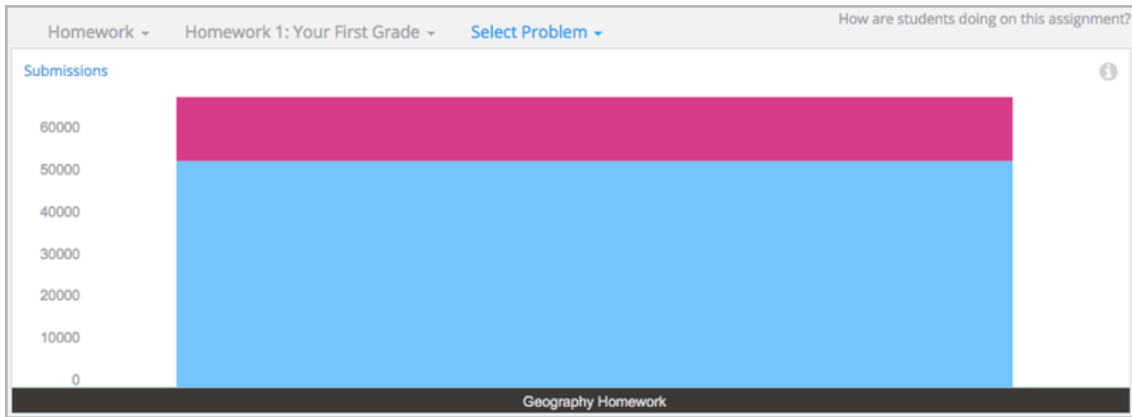 How are students doing on this assignment?
Homework Homework 1: Your First Grade Select Problem
Submissions
60000
50000
40000
30000
20000
10000
0
Geography Homework